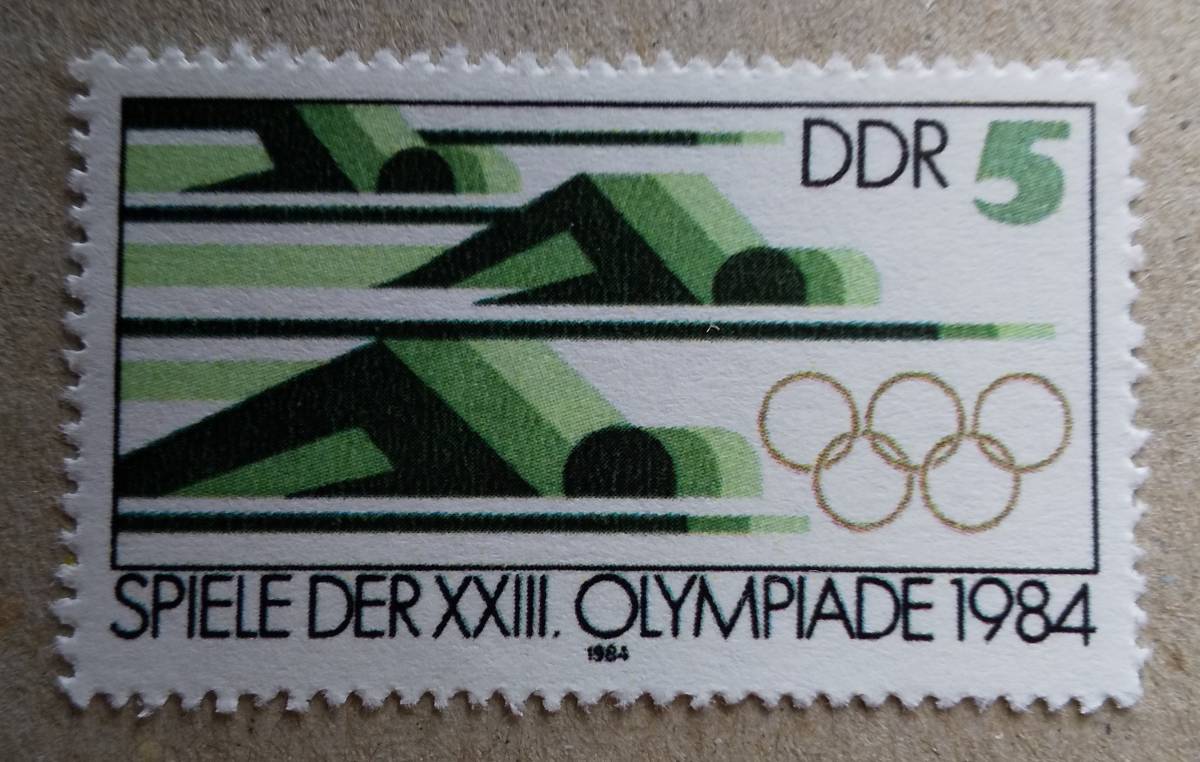 DDR 5
SPIELE DER XXIII. OLYMPIADE 1984
1984